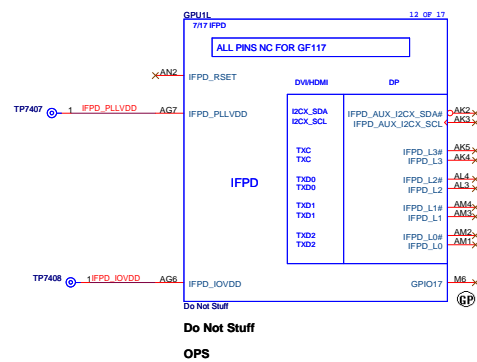 GPU1L 12 OF 17
7/17 IFPD
ALL PINS NC FOR GF117
AN2 IFPD_RSET
DVI/HDMI DP
TP7407 1 IFPD_PLLVDD AG7 IFPD_PLLVDD
I2CX_SDA IFPD_AUX_I2CX_SDA# AK2
I2CX_SCL IFPD_AUX_I2CX_SCL AK3
TXC IFPD_L3# AK5
TXC IFPD_L3 AK4
TXD0 IFPD_L2# AL4
TXD0 IFPD_L2 AL3
IFPD
TXD1 IFPD_L1# AM4
TXD1 IFPD_L1 AM3
TXD2 IFPD_L0# AM2
TXD2 IFPD_L0 AM1
TP7408 1 IFPD_IOVDD AG6 IFPD_IOVDD GPIO17 M6
GP
Do Not Stuff
Do Not Stuff
OPS